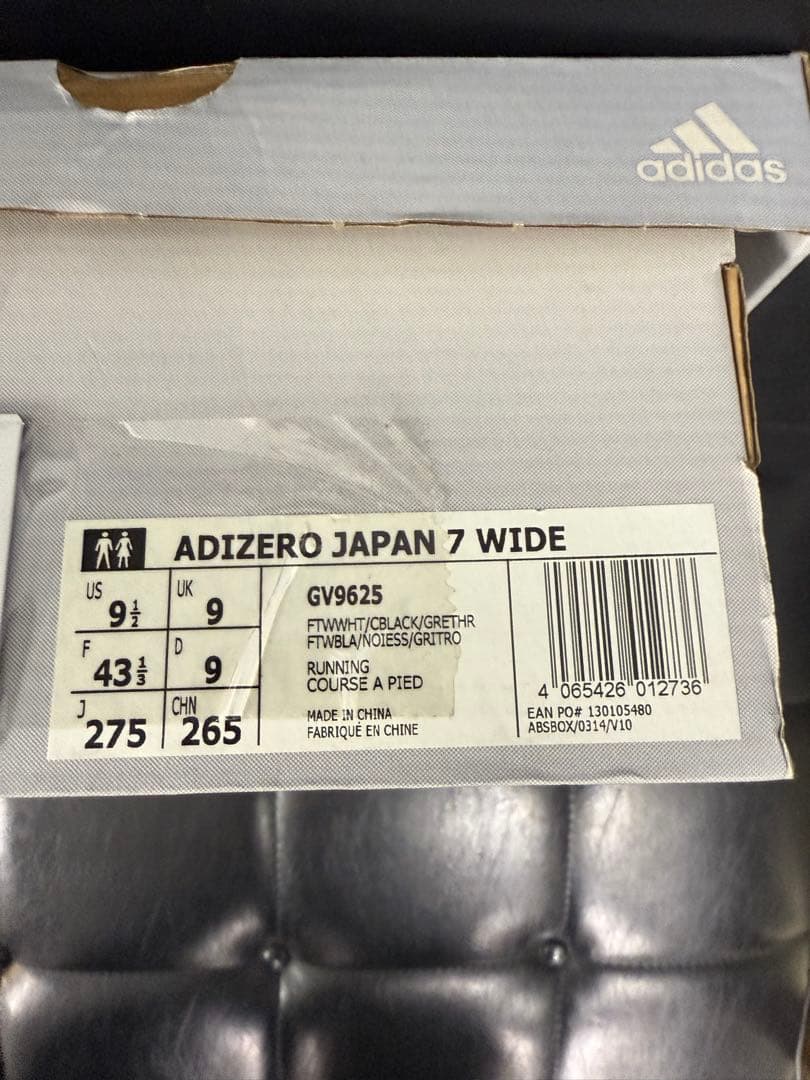 adidas
ADIZERO JAPAN 7 WIDE
US 9½
UK 9
F 43⅓
D 9
J 275
CHN 265
GV9625
FTWWHT/CBLACK/GRETHR
FTWBLA/NOIESS/GRITRO
RUNNING
COURSE A PIED
MADE IN CHINA
FABRIQUÉ EN CHINE
4 065426 012736
EAN PO# 130105480
ABSBOX/0314/V10